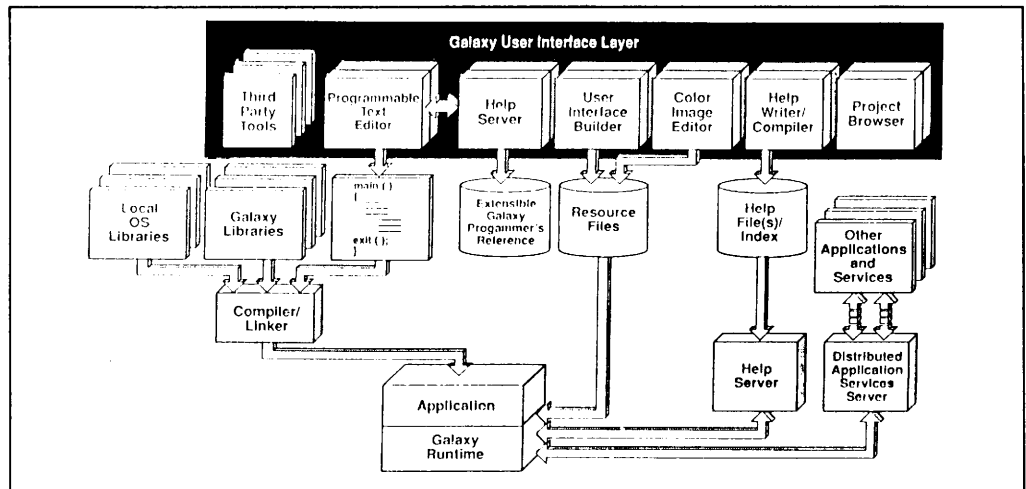 Galaxy User Interface Layer
Third
Party
Tools
Programmable
Text
Editor
Help
Server
User
Interface
Builder
Color
Image
Editor
Help
Writer/
Compiler
Project
Browser
Local
OS
Libraries
Galaxy
Libraries
main ( )
{
exit ( );
}
Extensible
Galaxy
Progammer's
Reference
Resource
Files
Help
File(s)/
Index
Other
Applications
and
Services
Compiler/
Linker
Application
Galaxy
Runtime
Help
Server
Distributed
Application
Services
Server